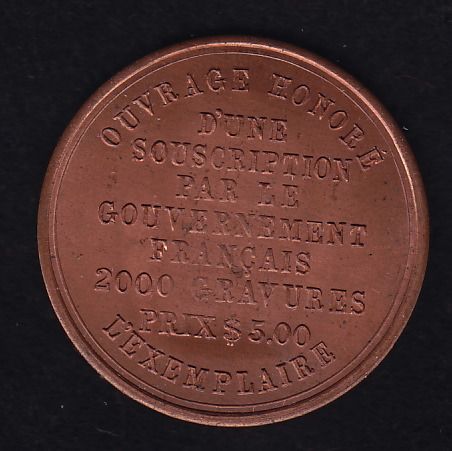 OUVRAGE HONORÉ
D'UNE
SOUSCRIPTION
PAR LE
GOUVERNEMENT
FRANÇAIS
2000 GRAVURES
PRIX $ 5.00
L'EXEMPLAIRE